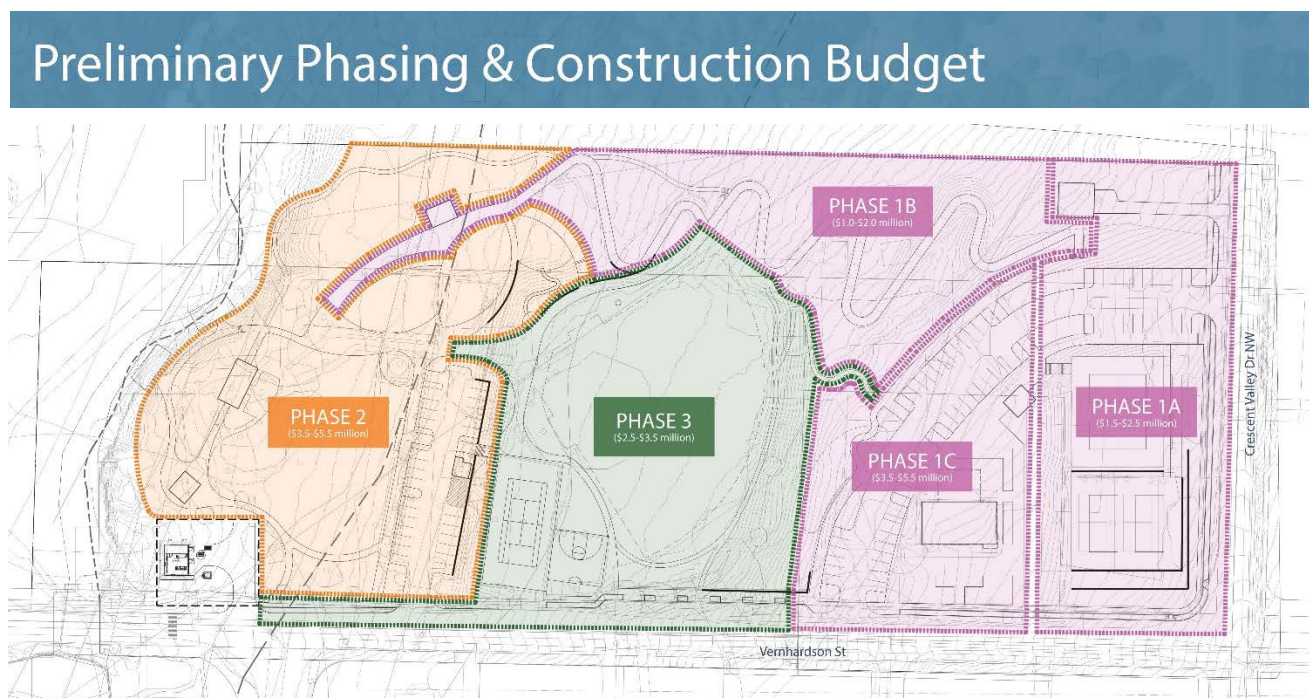 Preliminary Phasing & Construction Budget
PHASE 1B
($1.0-$2.0 million)
PHASE 2
($3.5-$5.5 million)
PHASE 3
($2.5-$3.5 million)
PHASE 1A
($1.5-$2.5 million)
PHASE 1C
($3.5-$5.5 million)
Crescent Valley Dr NW
Vernhardson St